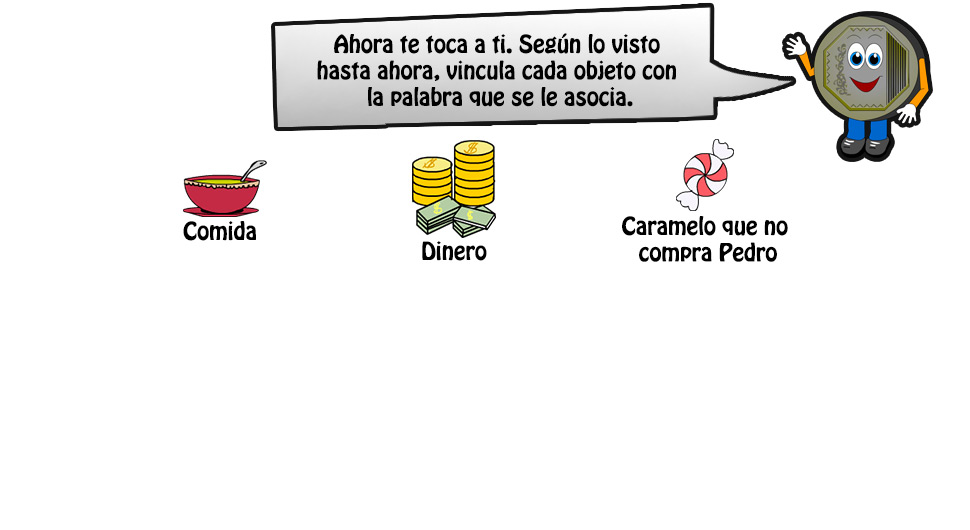 Ahora te toca a ti. Según lo visto
hasta ahora, vincula cada objeto con
la palabra que se le asocia.
Comida
Dinero
Caramelo que no
compra Pedro